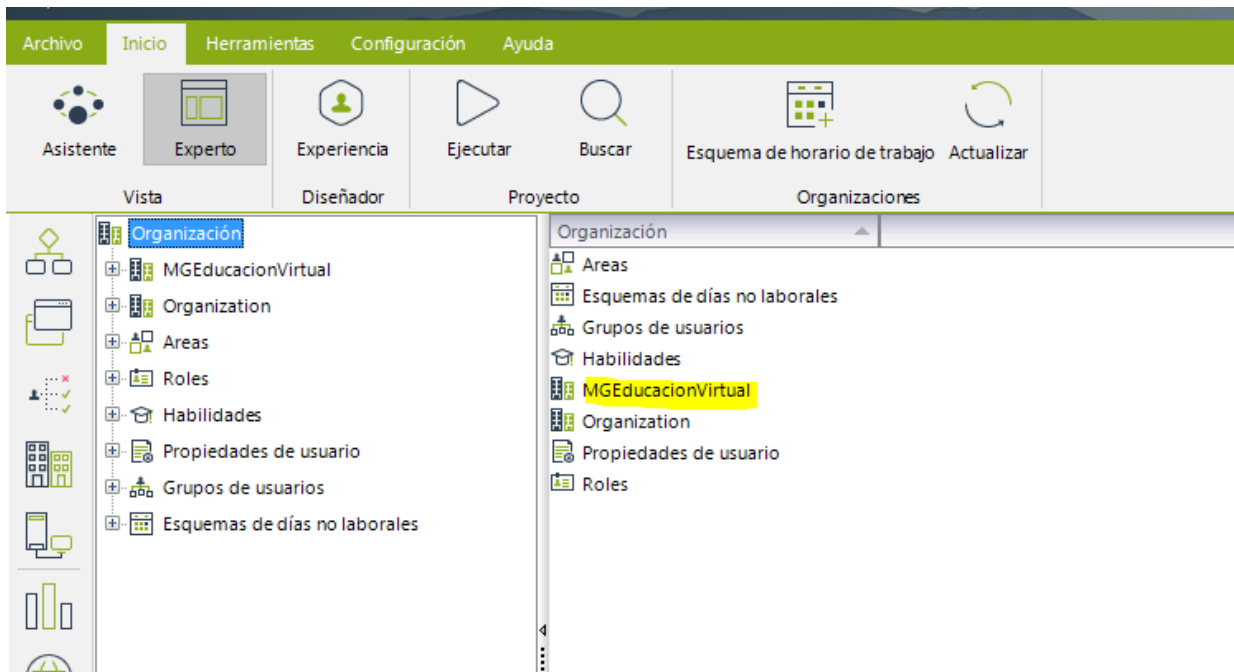 Archivo Inicio Herramientas Configuración Ayuda
Asistente Experto Experiencia Ejecutar Buscar Esquema de horario de trabajo Actualizar
Vista Diseñador Proyecto Organizaciones
Organización
MGEducacionVirtual
Organization
Areas
Roles
Habilidades
Propiedades de usuario
Grupos de usuarios
Esquemas de días no laborales
Organización
Areas
Esquemas de días no laborales
Grupos de usuarios
Habilidades
MGEducacionVirtual
Organization
Propiedades de usuario
Roles